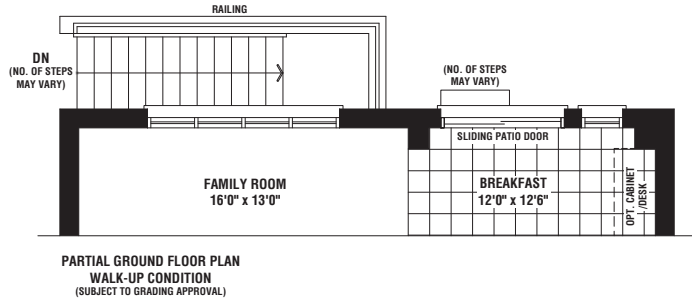 RAILING
DN
(NO. OF STEPS
MAY VARY)
(NO. OF STEPS
MAY VARY)
SLIDING PATIO DOOR
FAMILY ROOM
16'0" x 13'0"
BREAKFAST
12'0" x 12'6"
OPT. CABINET
/DESK
PARTIAL GROUND FLOOR PLAN
WALK-UP CONDITION
(SUBJECT TO GRADING APPROVAL)